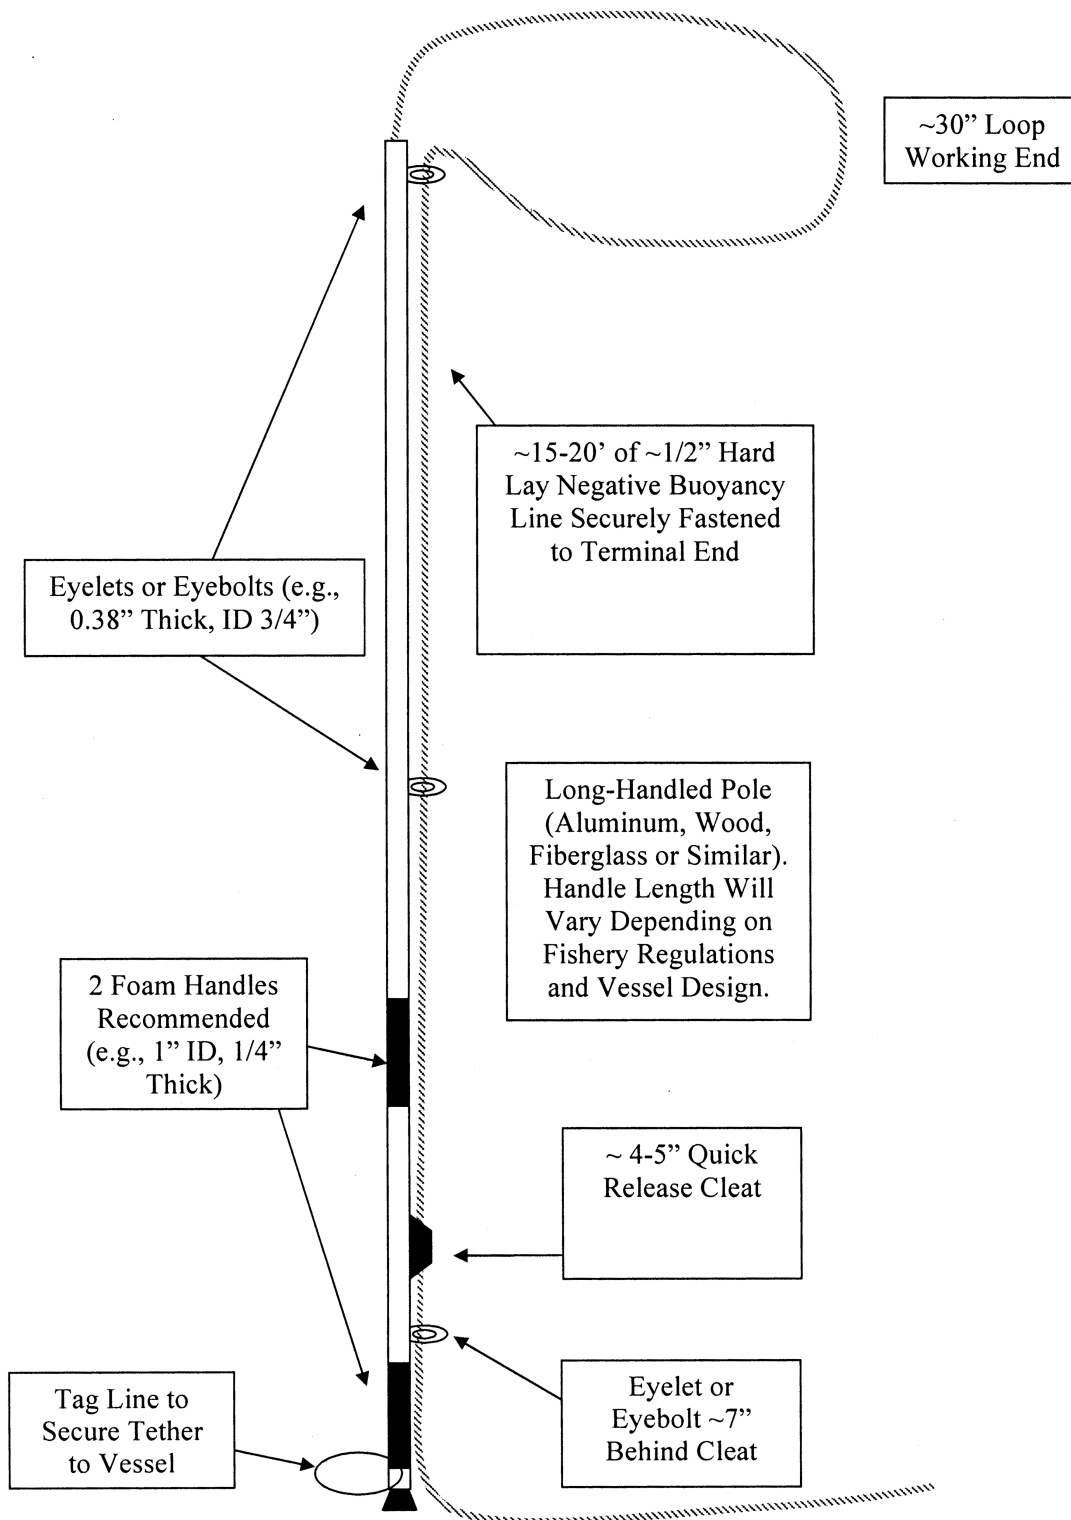 ~30” Loop
Working End
~15-20’ of ~1/2” Hard
Lay Negative Buoyancy
Line Securely Fastened
to Terminal End
Eyelets or Eyebolts (e.g.,
0.38” Thick, ID 3/4”)
Long-Handled Pole
(Aluminum, Wood,
Fiberglass or Similar).
Handle Length Will
Vary Depending on
Fishery Regulations
and Vessel Design.
2 Foam Handles
Recommended
(e.g., 1” ID, 1/4”
Thick)
~ 4-5” Quick
Release Cleat
Eyelet or
Eyebolt ~7”
Behind Cleat
Tag Line to
Secure Tether
to Vessel